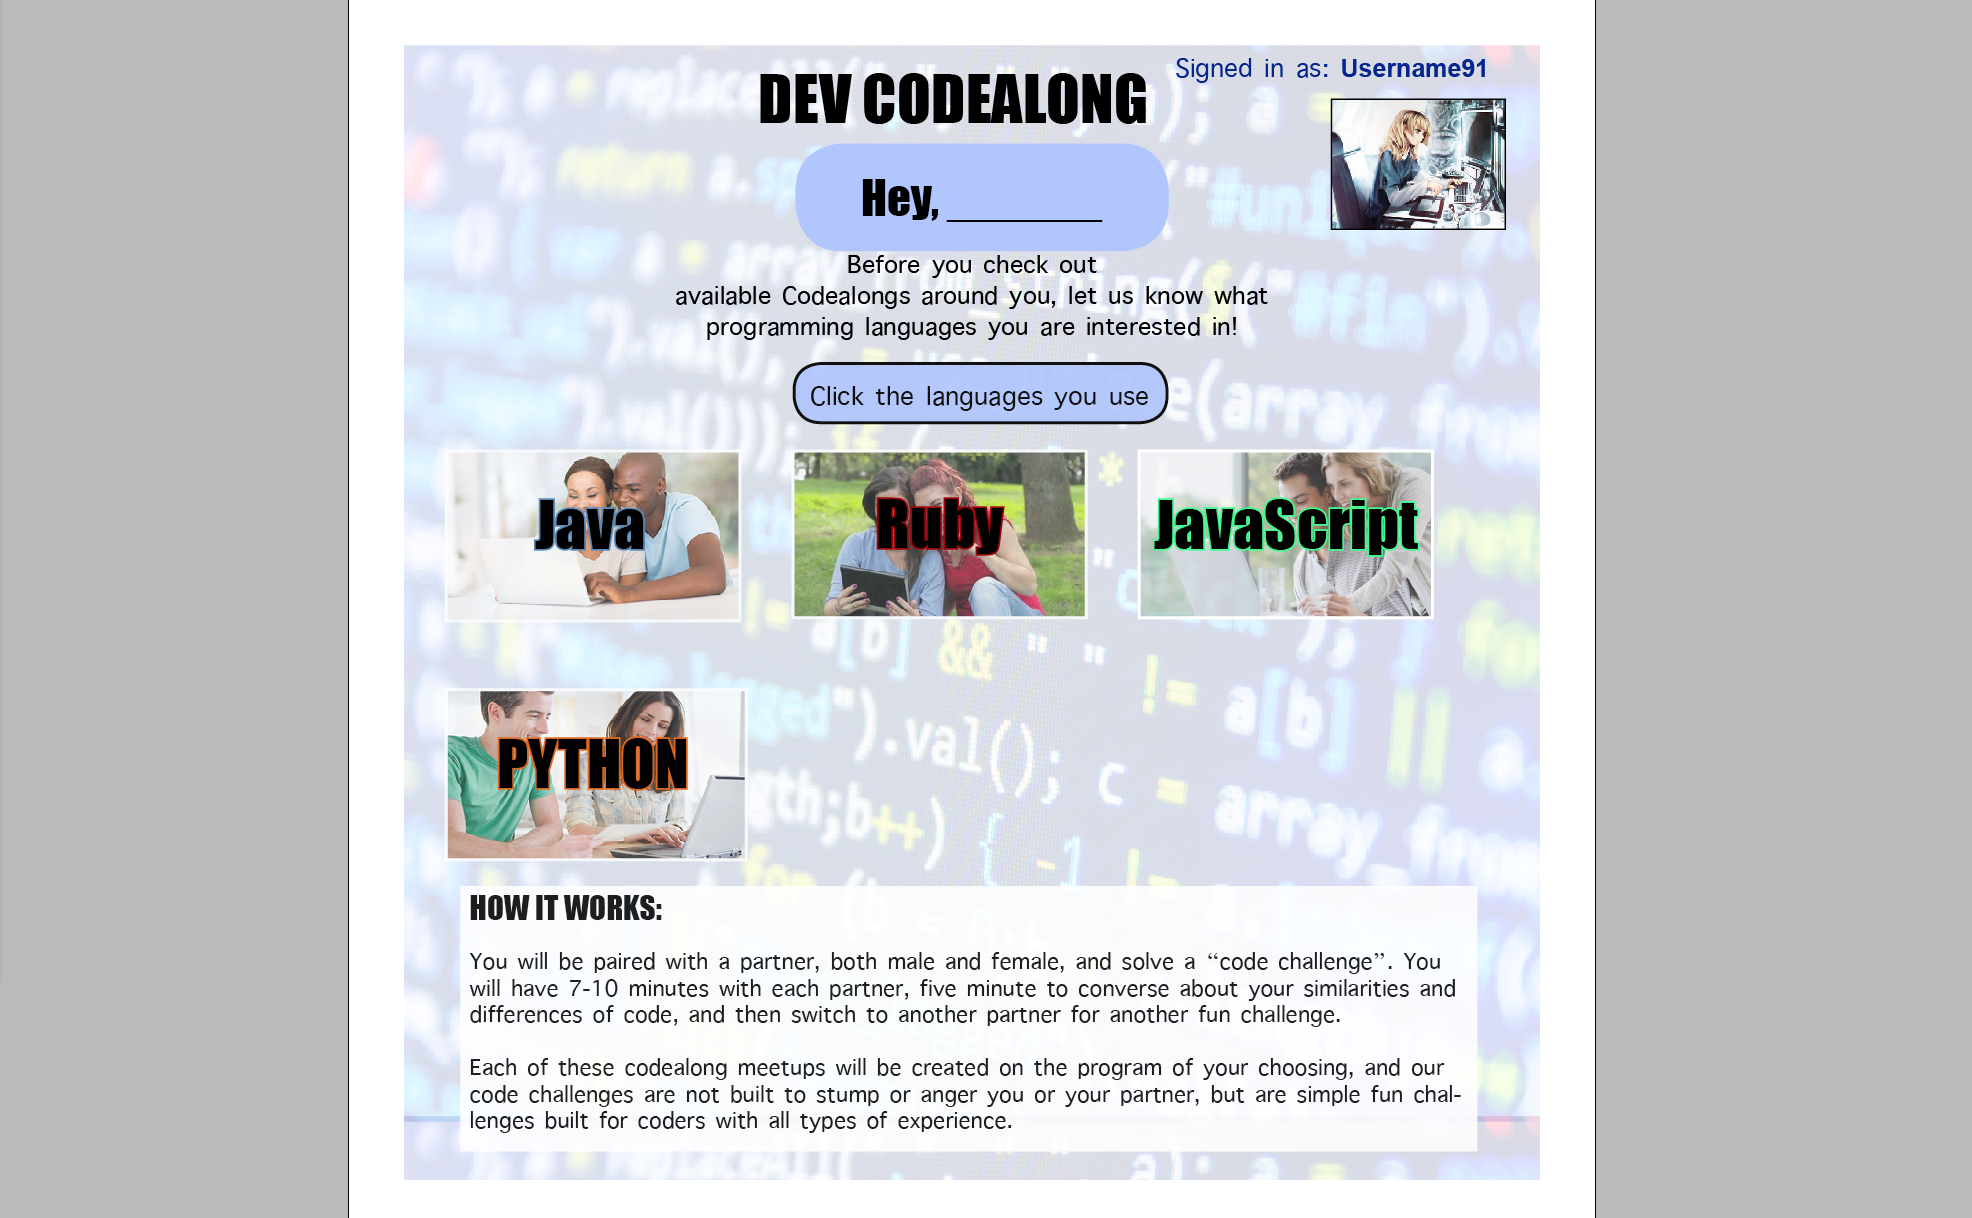 Signed in as: Username91
DEV CODEALONG
Hey, ________
Before you check out
available Codealongs around you, let us know what
programming languages you are interested in!
Click the languages you use
Java
Ruby
JavaScript
PYTHON
HOW IT WORKS:
You will be paired with a partner, both male and female, and solve a “code challenge”. You
will have 7-10 minutes with each partner, five minute to converse about your similarities and
differences of code, and then switch to another partner for another fun challenge.
Each of these codealong meetups will be created on the program of your choosing, and our
code challenges are not built to stump or anger you or your partner, but are simple fun chal-
lenges built for coders with all types of experience.